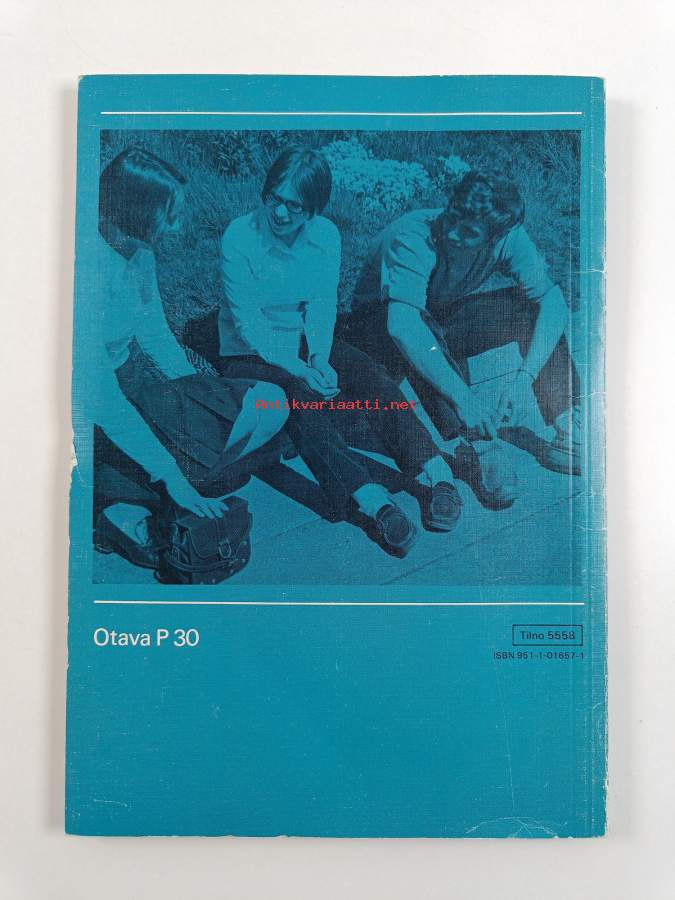 Antikvariaatti.net
Otava P 30
Tilno 5558
ISBN 951-1-01657-1